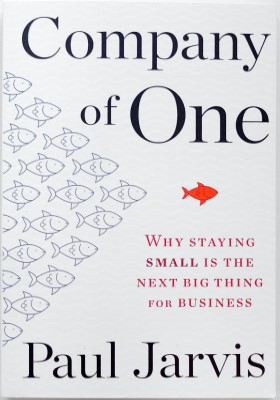 Company
of One
WHY STAYING
SMALL IS THE
NEXT BIG THING
FOR BUSINESS
Paul Jarvis